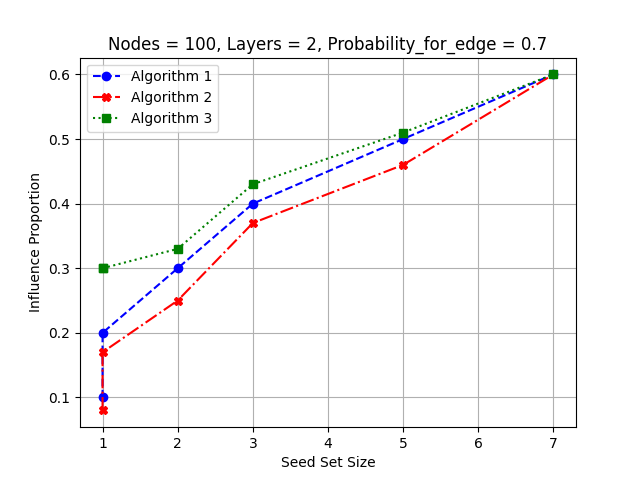 Nodes = 100, Layers = 2, Probability_for_edge = 0.7
Algorithm 1
Algorithm 2
Algorithm 3
0.6
0.5
0.4
0.3
0.2
0.1
Influence Proportion
1 2 3 4 5 6 7
Seed Set Size